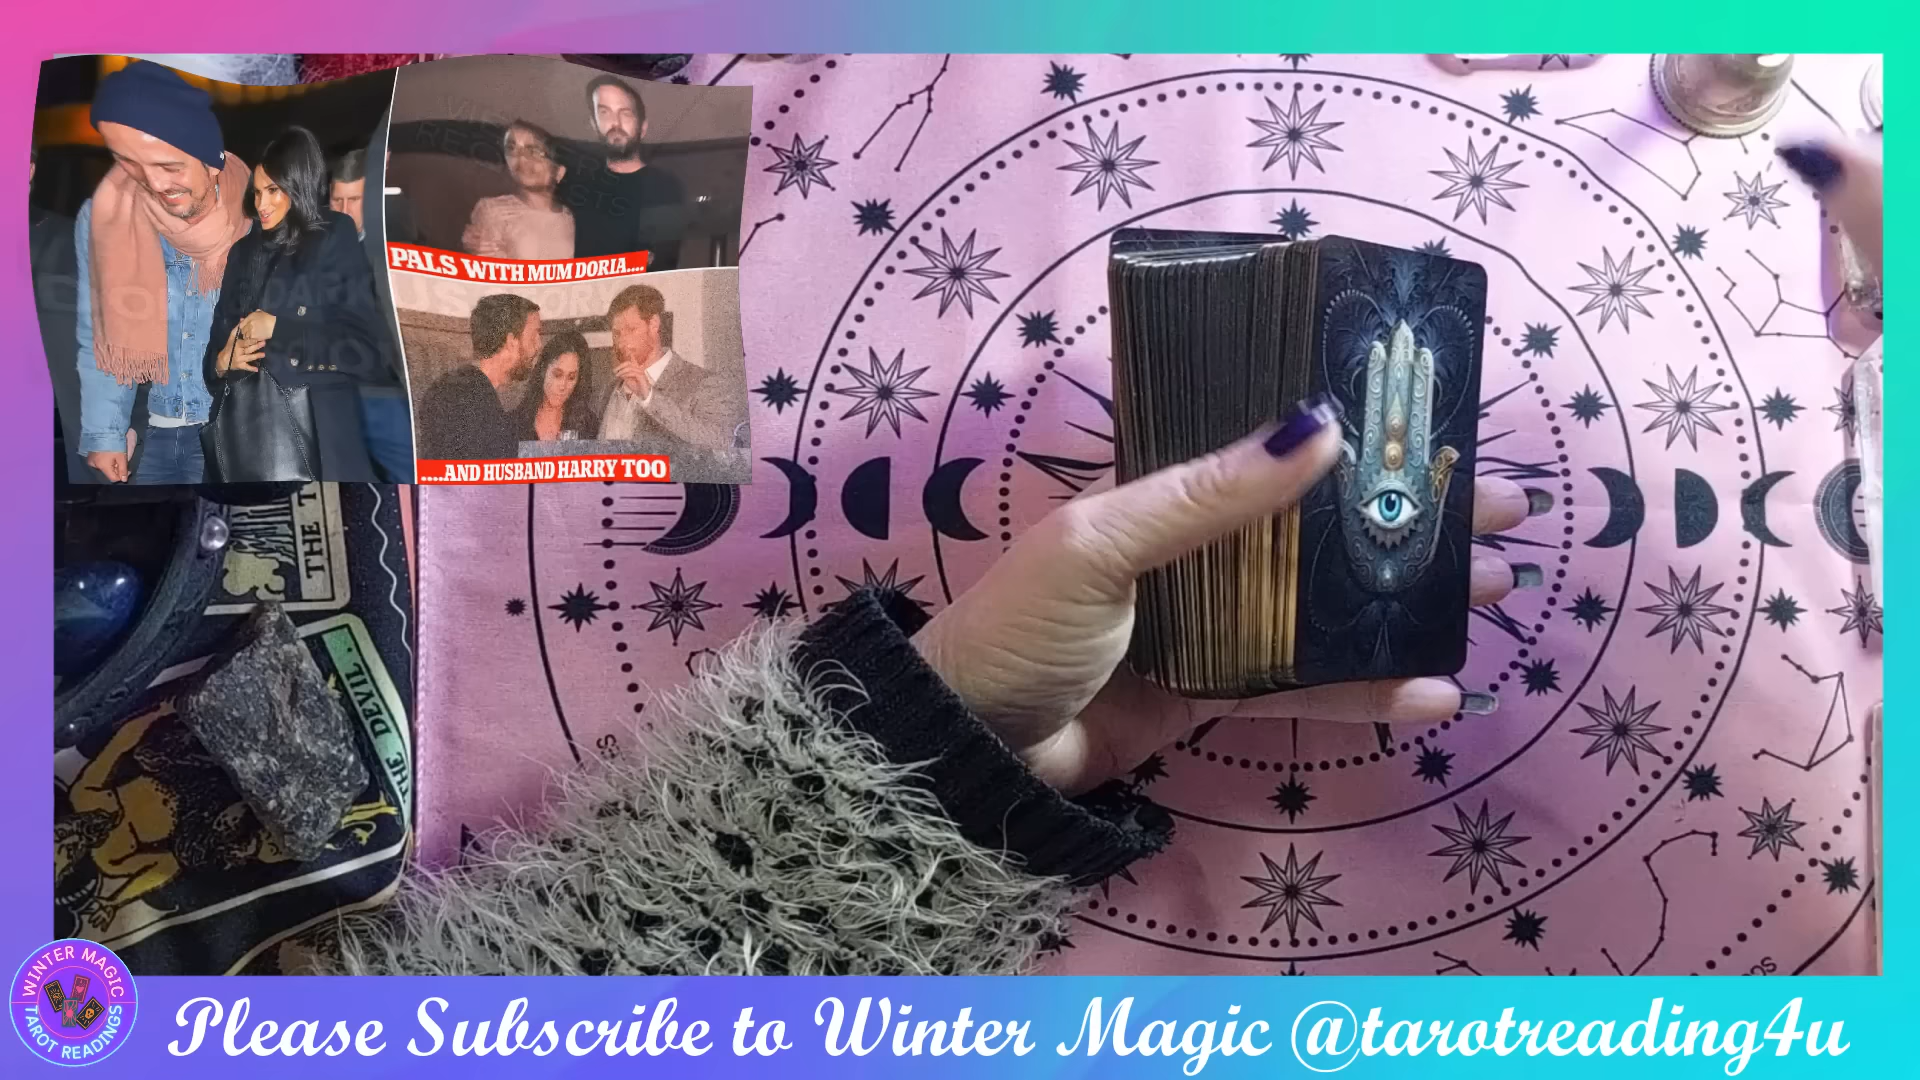 PALS WITH MUM DORIA....
.....AND HUSBAND HARRY TOO
THE T
THE DEVIL.
WINTER MAGIC
TAROT READINGS
Please Subscribe to Winter Magic @tarotreading4u